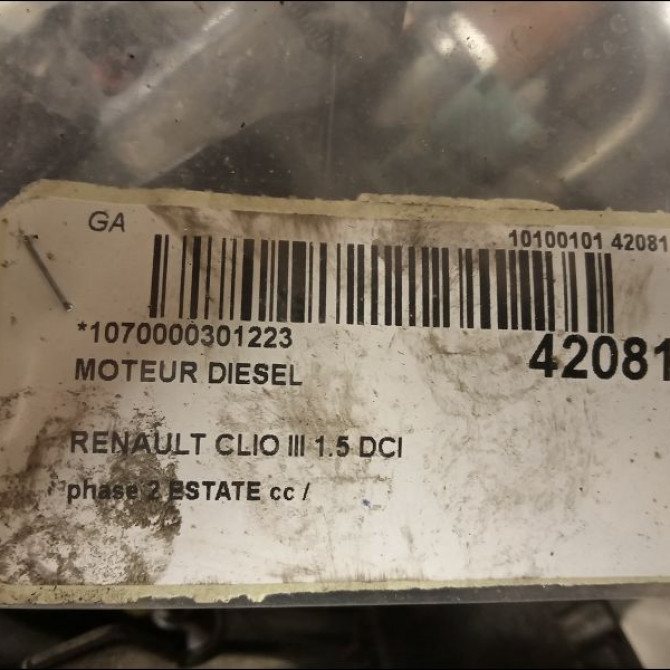 GA
10100101 42081
*1070000301223
42081
MOTEUR DIESEL
RENAULT CLIO III 1.5 DCI
phase 2 ESTATE cc /